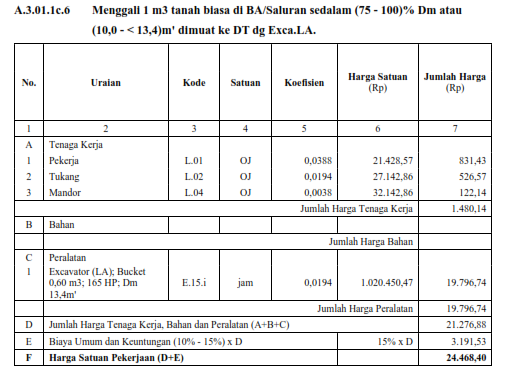 A.3.01.1c.6 Menggali 1 m3 tanah biasa di BA/Saluran sedalam (75 - 100)% Dm atau
(10,0 - < 13,4)m' dimuat ke DT dg Exca.LA.
No. Uraian Kode Satuan Koefisien Harga Satuan (Rp) Jumlah Harga (Rp)
1 2 3 4 5 6 7
A Tenaga Kerja
1 Pekerja L.01 OJ 0,0388 21.428,57 831,43
2 Tukang L.02 OJ 0,0194 27.142,86 526,57
3 Mandor L.04 OJ 0,0038 32.142,86 122,14
Jumlah Harga Tenaga Kerja 1.480,14
B Bahan
Jumlah Harga Bahan
C Peralatan
1 Excavator (LA); Bucket
0,60 m3; 165 HP; Dm E.15.i jam 0,0194 1.020.450,47 19.796,74
13,4m'
Jumlah Harga Peralatan 19.796,74
D Jumlah Harga Tenaga Kerja, Bahan dan Peralatan (A+B+C) 21.276,88
E Biaya Umum dan Keuntungan (10% - 15%) x D 15% x D 3.191,53
F Harga Satuan Pekerjaan (D+E) 24.468,40